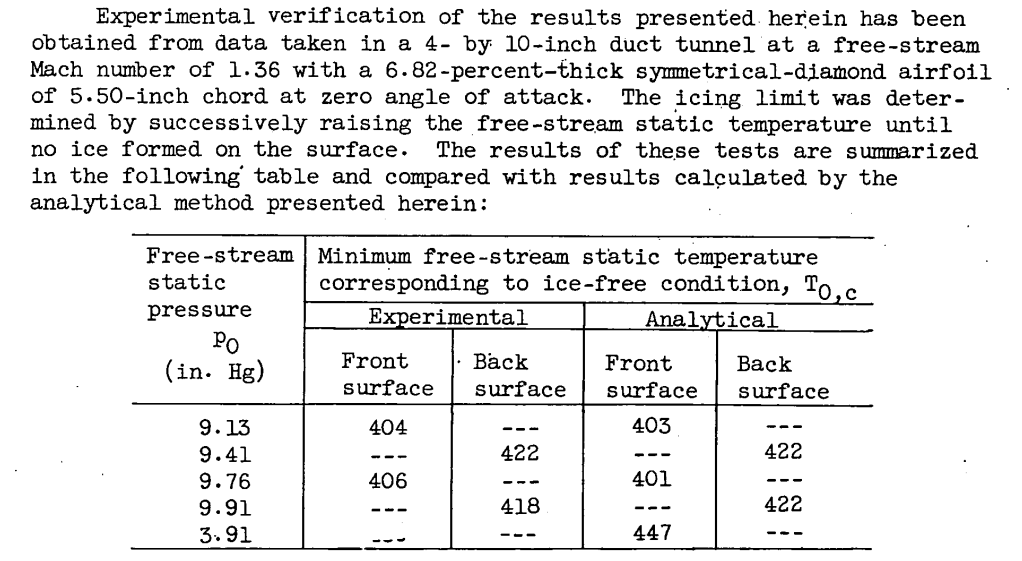 Experimental verification of the results presented herein has been
obtained from data taken in a 4- by 10-inch duct tunnel at a free-stream
Mach number of 1.36 with a 6.82-percent-thick symmetrical-diamond airfoil
of 5.50-inch chord at zero angle of attack. The icing limit was deter-
mined by successively raising the free-stream static temperature until
no ice formed on the surface. The results of these tests are summarized
in the following table and compared with results calculated by the
analytical method presented herein:
Free-stream
static
pressure
p0
(in. Hg)
Minimum free-stream static temperature
corresponding to ice-free condition, T0,c
Experimental Analytical
Front Back Front Back
surface surface surface surface
9.13 404 --- 403 ---
9.41 --- 422 --- 422
9.76 406 --- 401 ---
9.91 --- 418 --- 422
3.91 --- --- 447 ---